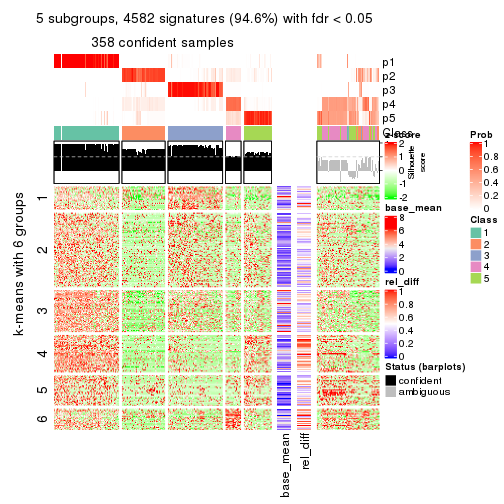 5 subgroups, 4582 signatures (94.6%) with fdr < 0.05
358 confident samples
p1
p2
p3
p4
p5
Class
z-score
2
1
0
-1
-2
Silhouette
score
Prob
1
0.8
0.6
0.4
0.2
0
Class
1
2
3
4
5
base_mean
8
6
4
2
0
rel_diff
1
0.8
0.6
0.4
0.2
0
Status (barplots)
confident
ambiguous
k-means with 6 groups
1
2
3
4
5
6
base_mean
rel_diff